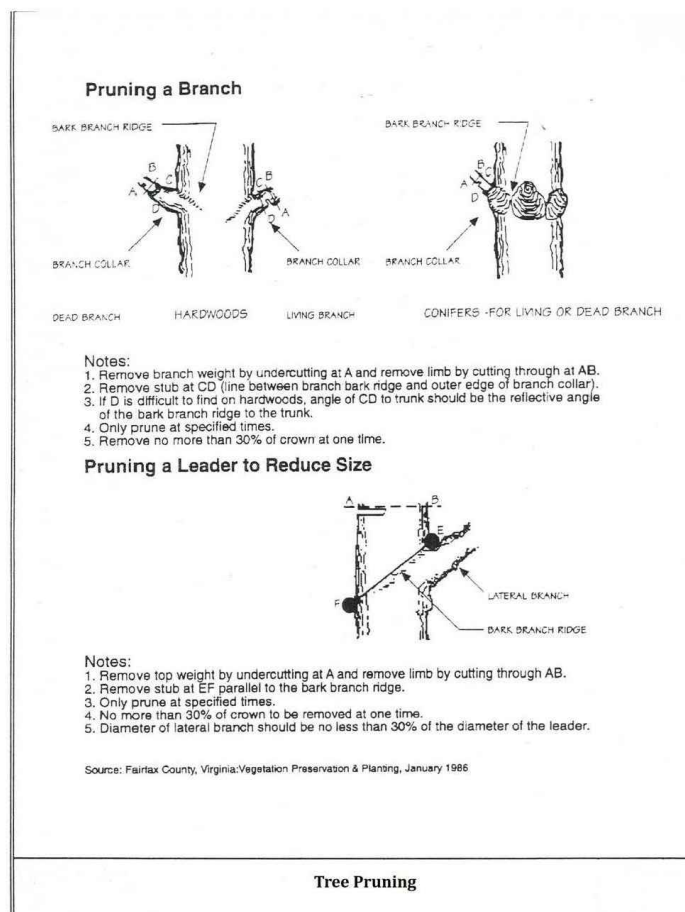 Pruning a Branch
BARK BRANCH RIDGE
BARK BRANCH RIDGE
B
C
A
D
C
B
A
D
B
C
A
D
BRANCH COLLAR
BRANCH COLLAR
BRANCH COLLAR
DEAD BRANCH
HARDWOODS
LIVING BRANCH
CONIFERS -FOR LIVING OR DEAD BRANCH
Notes:
1. Remove branch weight by undercutting at A and remove limb by cutting through at AB.
2. Remove stub at CD (line between branch bark ridge and outer edge of branch collar).
3. If D is difficult to find on hardwoods, angle of CD to trunk should be the reflective angle
of the bark branch ridge to the trunk.
4. Only prune at specified times.
5. Remove no more than 30% of crown at one time.
Pruning a Leader to Reduce Size
A
B
E
F
LATERAL BRANCH
BARK BRANCH RIDGE
Notes:
1. Remove top weight by undercutting at A and remove limb by cutting through AB.
2. Remove stub at EF parallel to the bark branch ridge.
3. Only prune at specified times.
4. No more than 30% of crown to be removed at one time.
5. Diameter of lateral branch should be no less than 30% of the diameter of the leader.
Source: Fairfax County, Virginia:Vegetation Preservation & Planting, January 1986
Tree Pruning